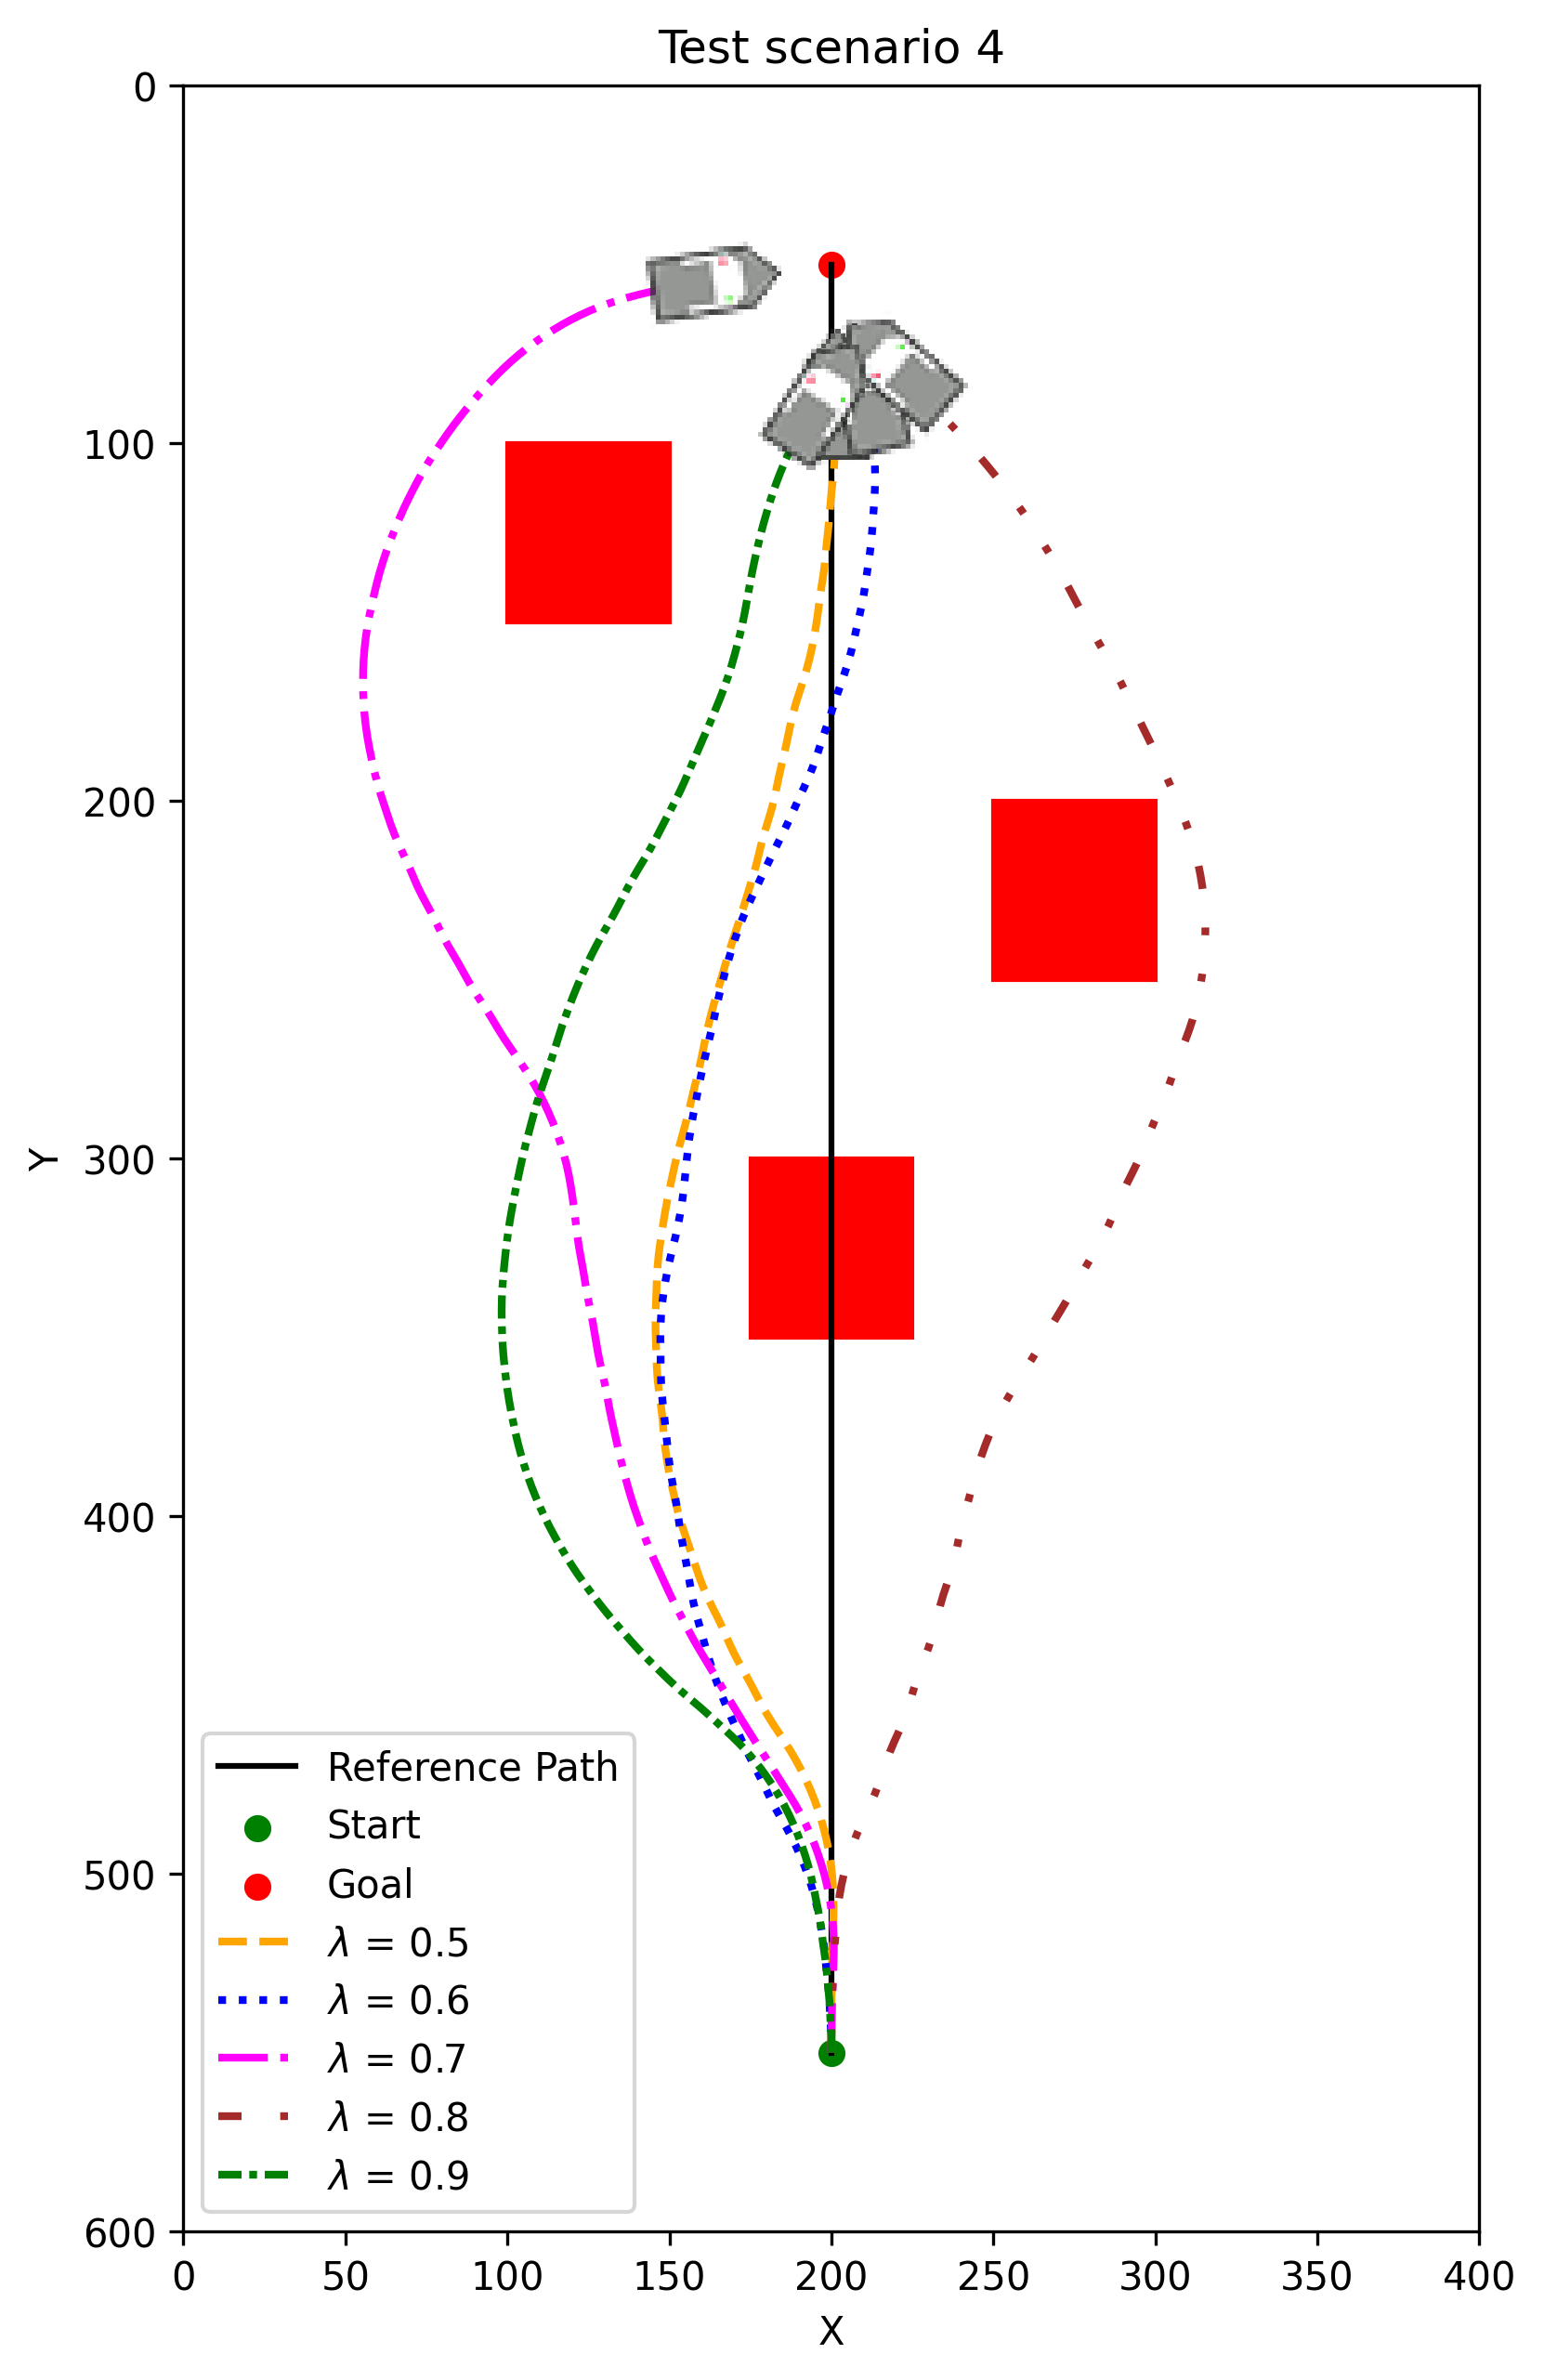 Test scenario 4
0
100
200
300
400
500
600
Y
Reference Path
Start
Goal
λ = 0.5
λ = 0.6
λ = 0.7
λ = 0.8
λ = 0.9
0 50 100 150 200 250 300 350 400
X